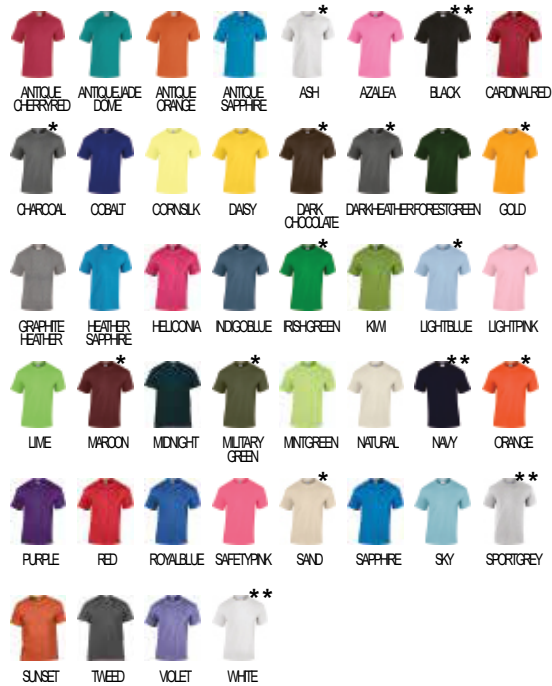 * **
ANTIQUE CHERRYRED ANTIQUEJADE DOME ANTIQUE ORANGE ANTIQUE SAPPHIRE ASH AZALEA BLACK CARDINALRED
* * * *
CHARCOAL COBALT CORNSILK DAISY DARK CHOCOLATE DARKHEATHER FORESTGREEN GOLD
* *
GRAPHITE HEATHER HEATHER SAPPHIRE HELICONIA INDIGOBLUE IRISHGREEN KIWI LIGHTBLUE LIGHTPINK
* * ** *
LIME MAROON MIDNIGHT MILITARY GREEN MINTGREEN NATURAL NAVY ORANGE
* **
PURPLE RED ROYALBLUE SAFETYPINK SAND SAPPHIRE SKY SPORTGREY
**
SUNSET TWEED VIOLET WHITE